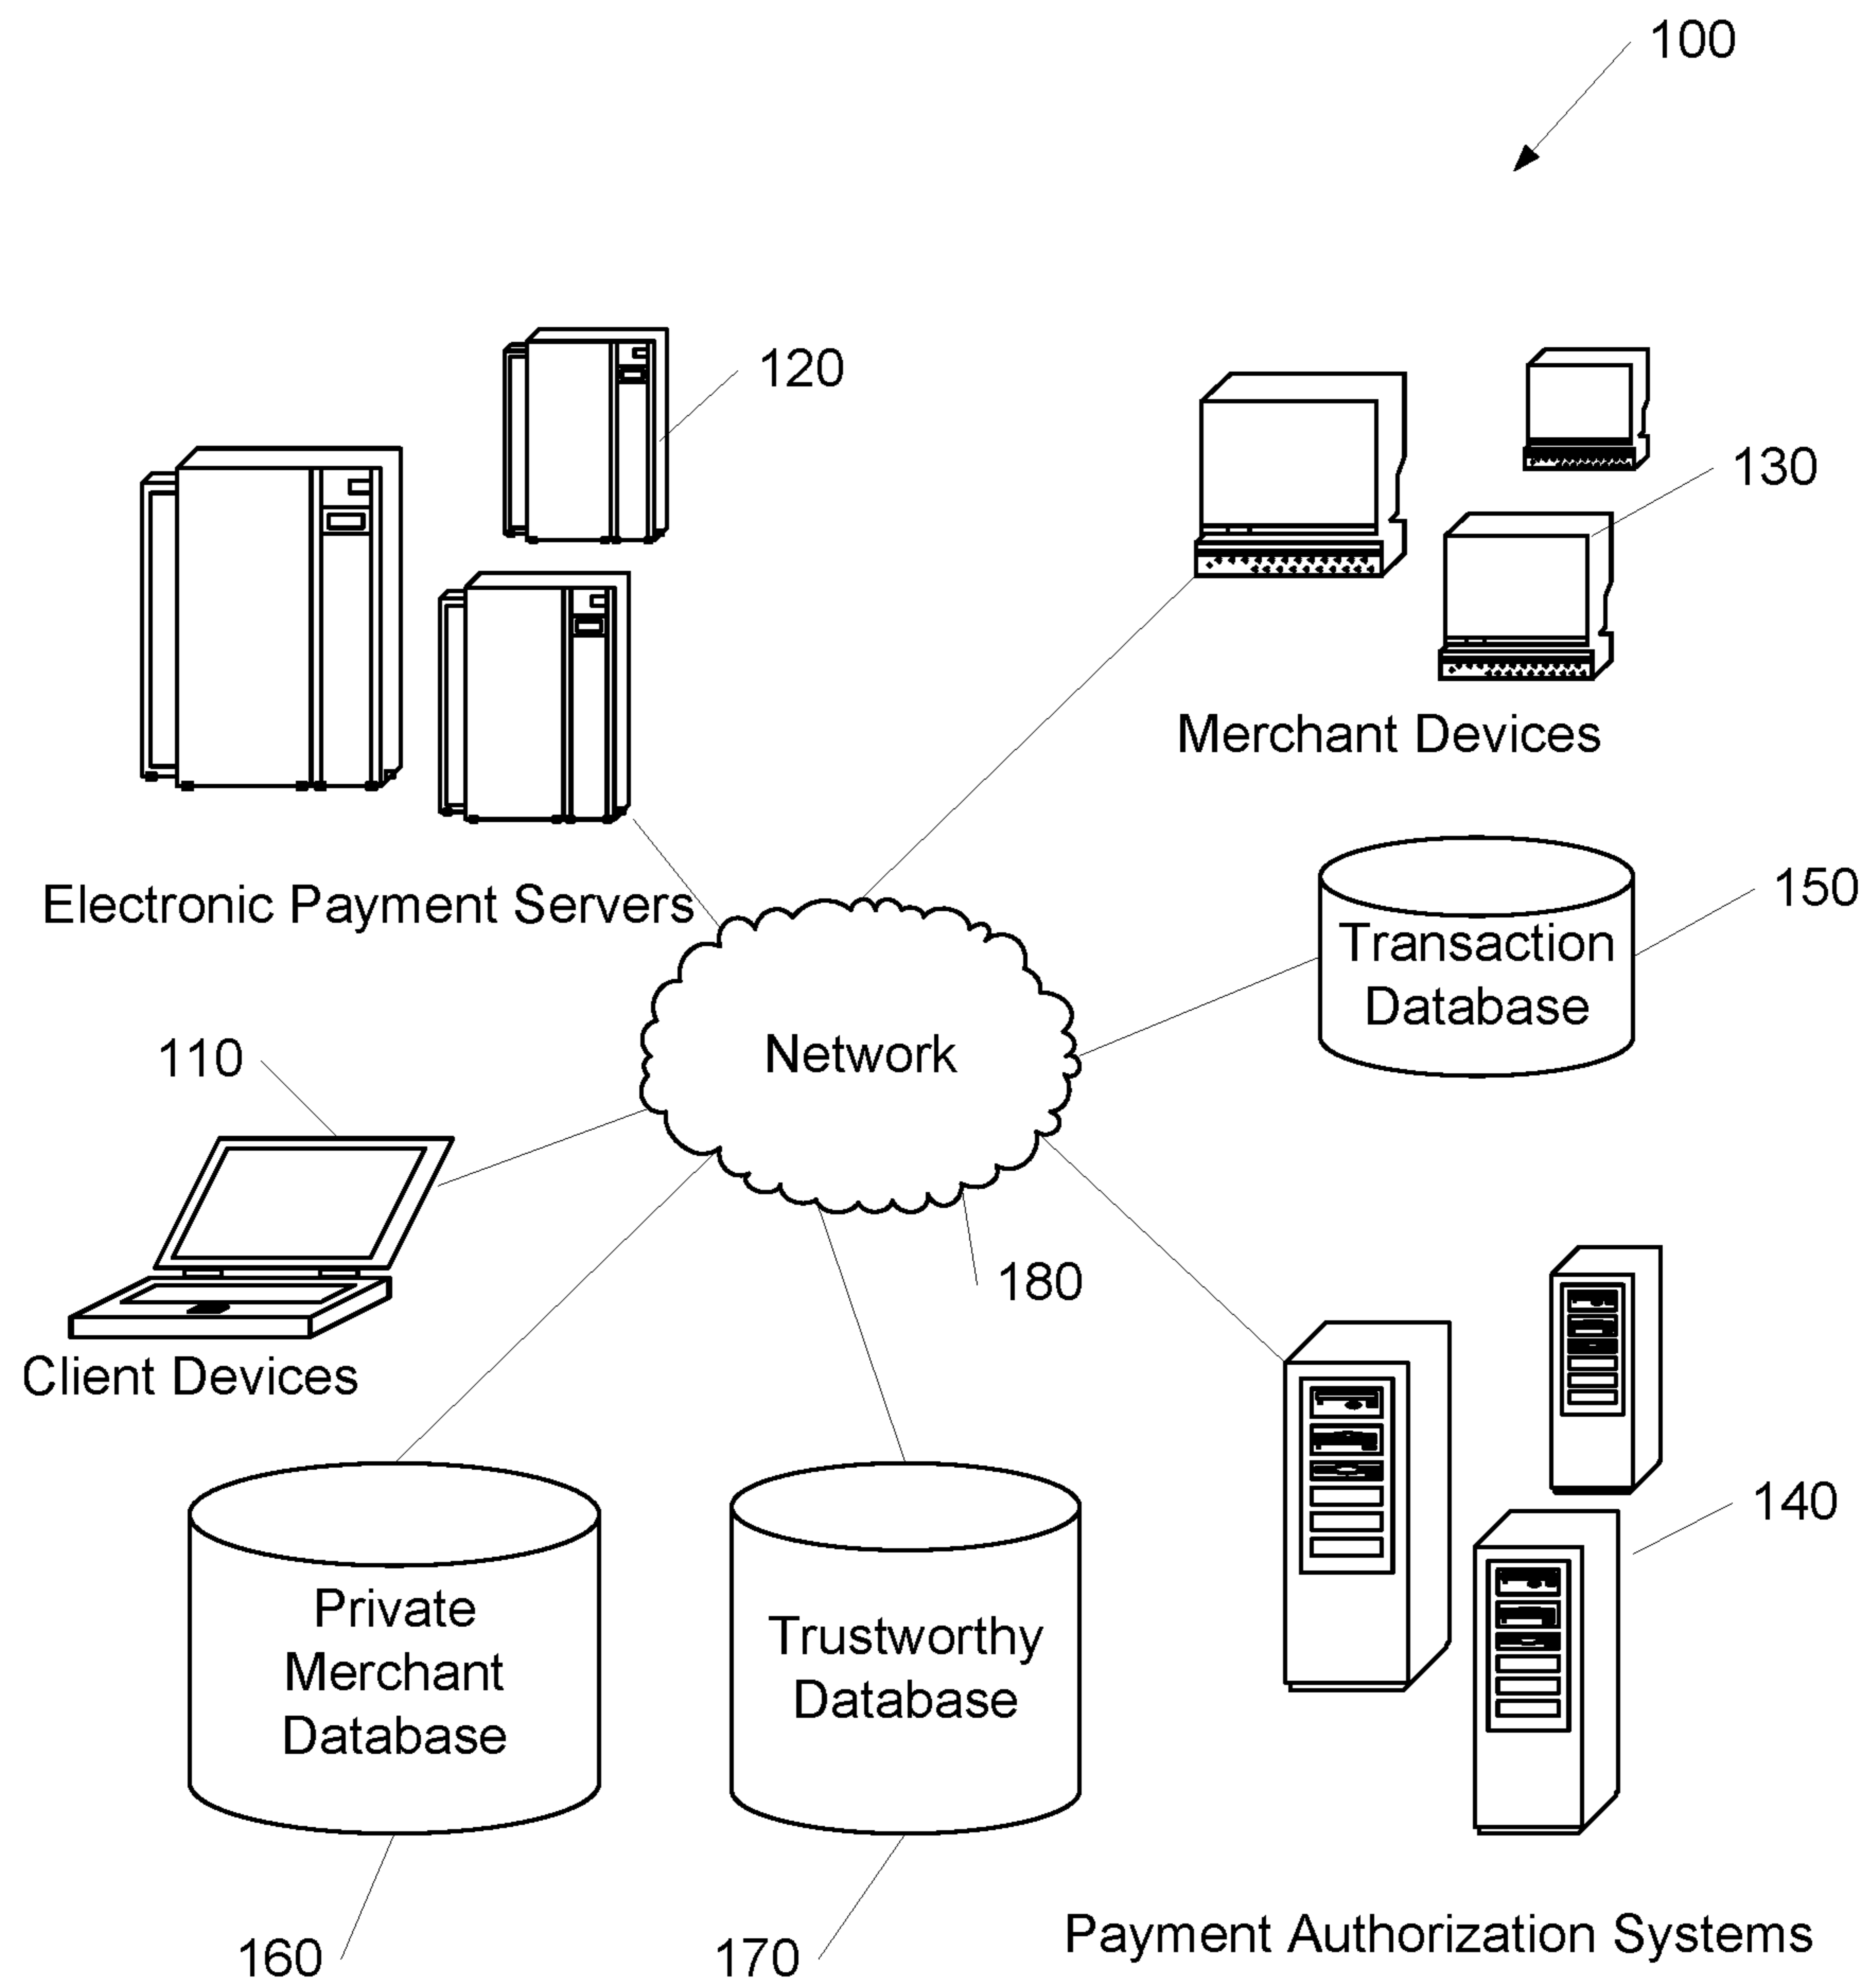 100
120
130
Merchant Devices
150
Electronic Payment Servers
Transaction
Database
Network
110
180
Client Devices
140
Private
Merchant
Database
Trustworthy
Database
160
170
Payment Authorization Systems